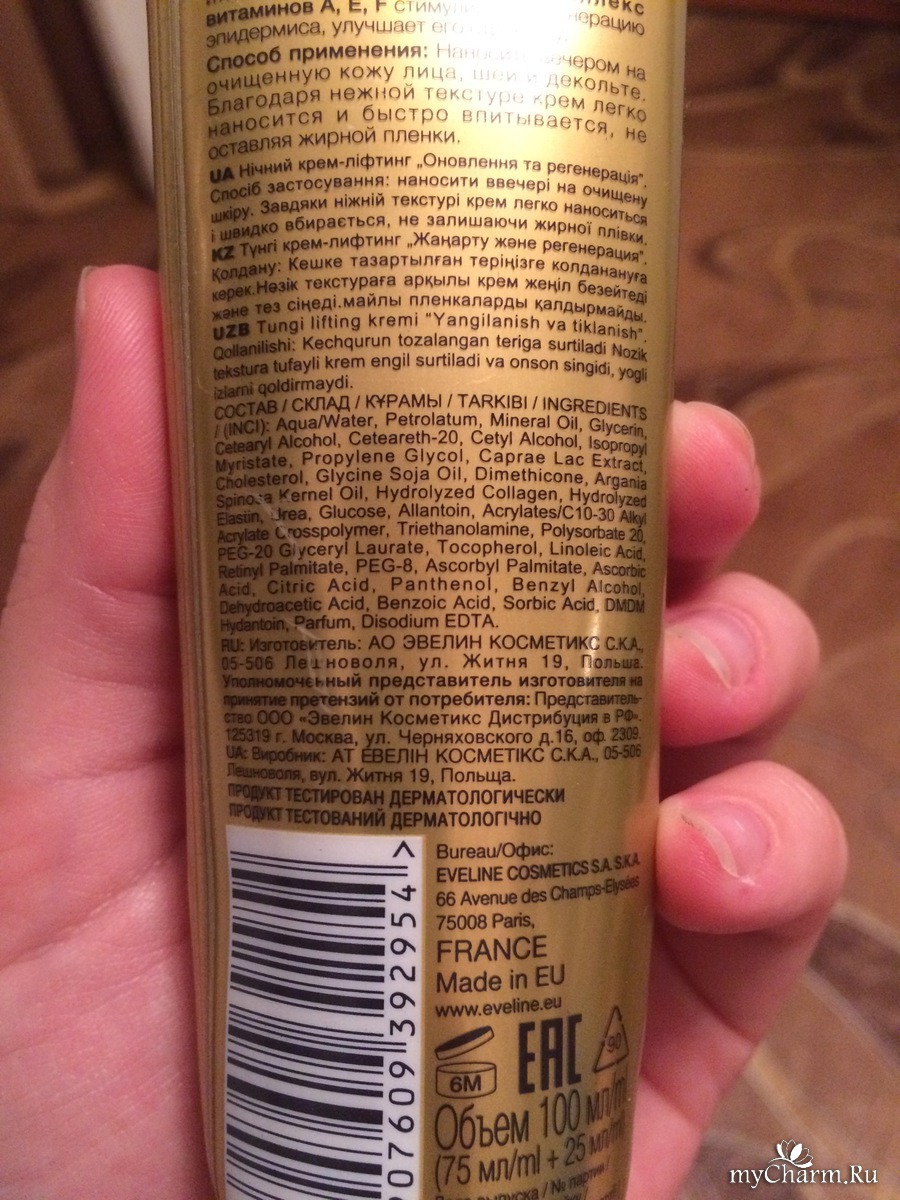 витаминов А, Е, F
эпидермиса, улучшает его
Способ применения: Наносить вечером на
очищенную кожу лица, шеи и декольте.
Благодаря нежной текстуре крем легко
наносится и быстро впитывается, не
оставляя жирной пленки.
UA Нічний крем-ліфтинг „Оновлення та регенерація”.
Спосіб застосування: наносити ввечері на очищену
шкіру. Завдяки ніжній текстурі крем легко наноситься
і швидко вбирається, не залишаючи жирної плівки.
KZ Түнгі крем-лифтинг „Жаңарту және регенерация”.
Қолдану: Кешке тазартылған теріңізге колдануға
керек.Нәзік текстураға арқылы крем жеңіл безейтеді
және тез сіңеді.майлы пленкаларды қалдырмайды.
UZB Tungi lifting kremi “Yangilanish va tiklanish”.
Qollanilishi: Kechqurun tozalangan teriga surtiladi Nozik
tekstura tufayli krem engil surtiladi va onson singidi, yogli
izlarni qoldirmaydi.
СОСТАВ / СКЛАД / ҚҰРАМЫ / TARKIBI / INGREDIENTS
/ (INCI): Aqua/Water, Petrolatum, Mineral Oil, Glycerin,
Cetearyl Alcohol, Ceteareth-20, Cetyl Alcohol, Isopropyl
Myristate, Propylene Glycol, Caprae Lac Extract,
Cholesterol, Glycine Soja Oil, Dimethicone, Argania
Spinosa Kernel Oil, Hydrolyzed Collagen, Hydrolyzed
Elastin, Urea, Glucose, Allantoin, Acrylates/C10-30 Alkyl
Acrylate Crosspolymer, Triethanolamine, Polysorbate 20,
PEG-20 Glyceryl Laurate, Tocopherol, Linoleic Acid,
Retinyl Palmitate, PEG-8, Ascorbyl Palmitate, Ascorbic
Acid, Citric Acid, Panthenol, Benzyl Alcohol,
Dehydroacetic Acid, Benzoic Acid, Sorbic Acid, DMDM
Hydantoin, Parfum, Disodium EDTA.
RU: Изготовитель: АО ЭВЕЛИН КОСМЕТИКС С.К.А.,
05-506 Лешноволя, ул. Житня 19, Польша.
Уполномоченный представитель изготовителя на
принятие претензий от потребителя: Представитель-
ство ООО «Эвелин Косметикс Дистрибуция в РФ».
125319 г. Москва, ул. Черняховского д.16, оф. 2309.
UA: Виробник: АТ ЕВЕЛІН КОСМЕТІКС С.К.А., 05-506
Лешноволя, вул. Житня 19, Польща.
ПРОДУКТ ТЕСТИРОВАН ДЕРМАТОЛОГИЧЕСКИ
ПРОДУКТ ТЕСТОВАНИЙ ДЕРМАТОЛОГІЧНО
Bureau/Офис:
EVELINE COSMETICS S.A. S.K.A.
66 Avenue des Champs-Elysées
75008 Paris,
FRANCE
Made in EU
www.eveline.eu
907609 392954 >
6M
EAC
90
Объем 100 мл/ml
(75 мл/ml + 25 мл/ml)
myCharm.Ru